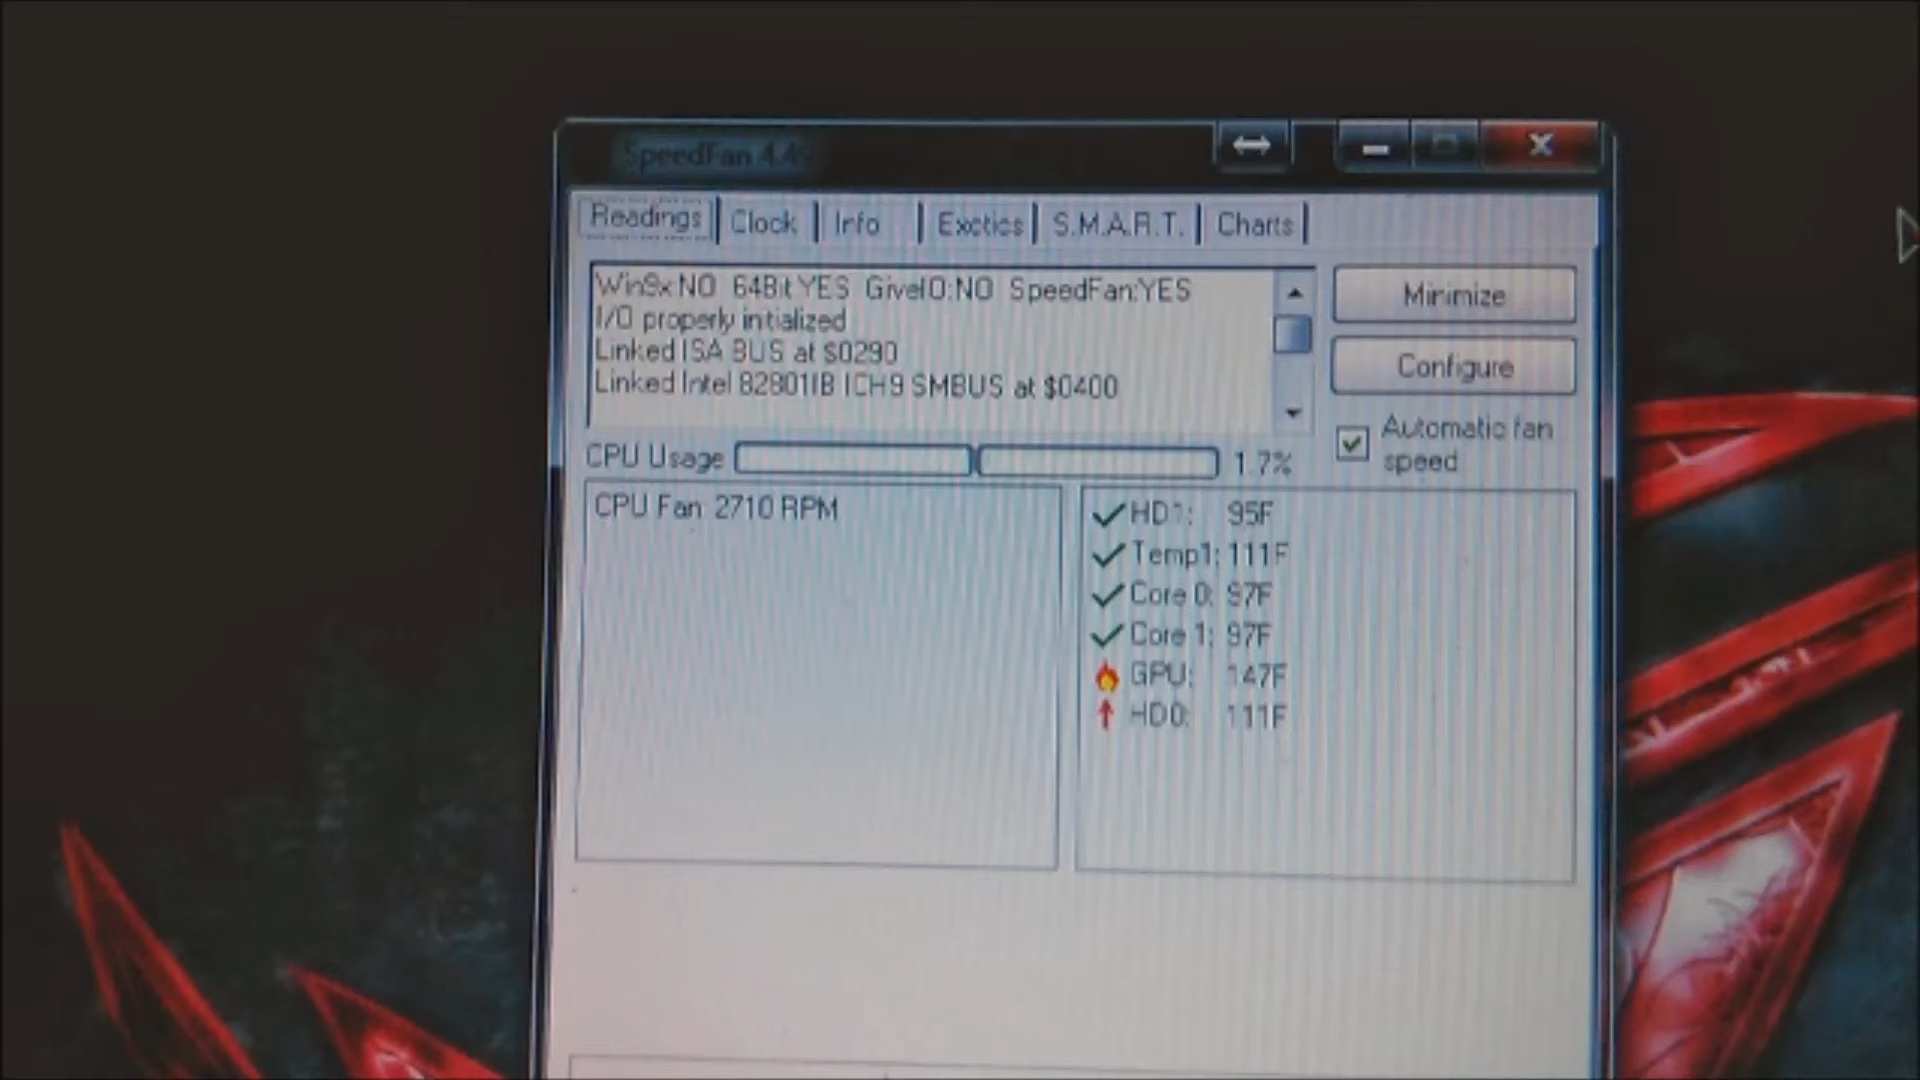 SpeedFan 4.49
Readings Clock Info Exotics S.M.A.R.T. Charts
Win9x:NO 64Bit:YES GiveIO:NO SpeedFan:YES
I/O properly initialized
Linked ISA BUS at $0290
Linked Intel 82801IB ICH9 SMBUS at $0400
Minimize
Configure
Automatic fan
speed
CPU Usage 1.7%
CPU Fan: 2710 RPM
HD1: 95F
Temp1: 111F
Core 0: 97F
Core 1: 97F
GPU: 147F
HD0: 111F